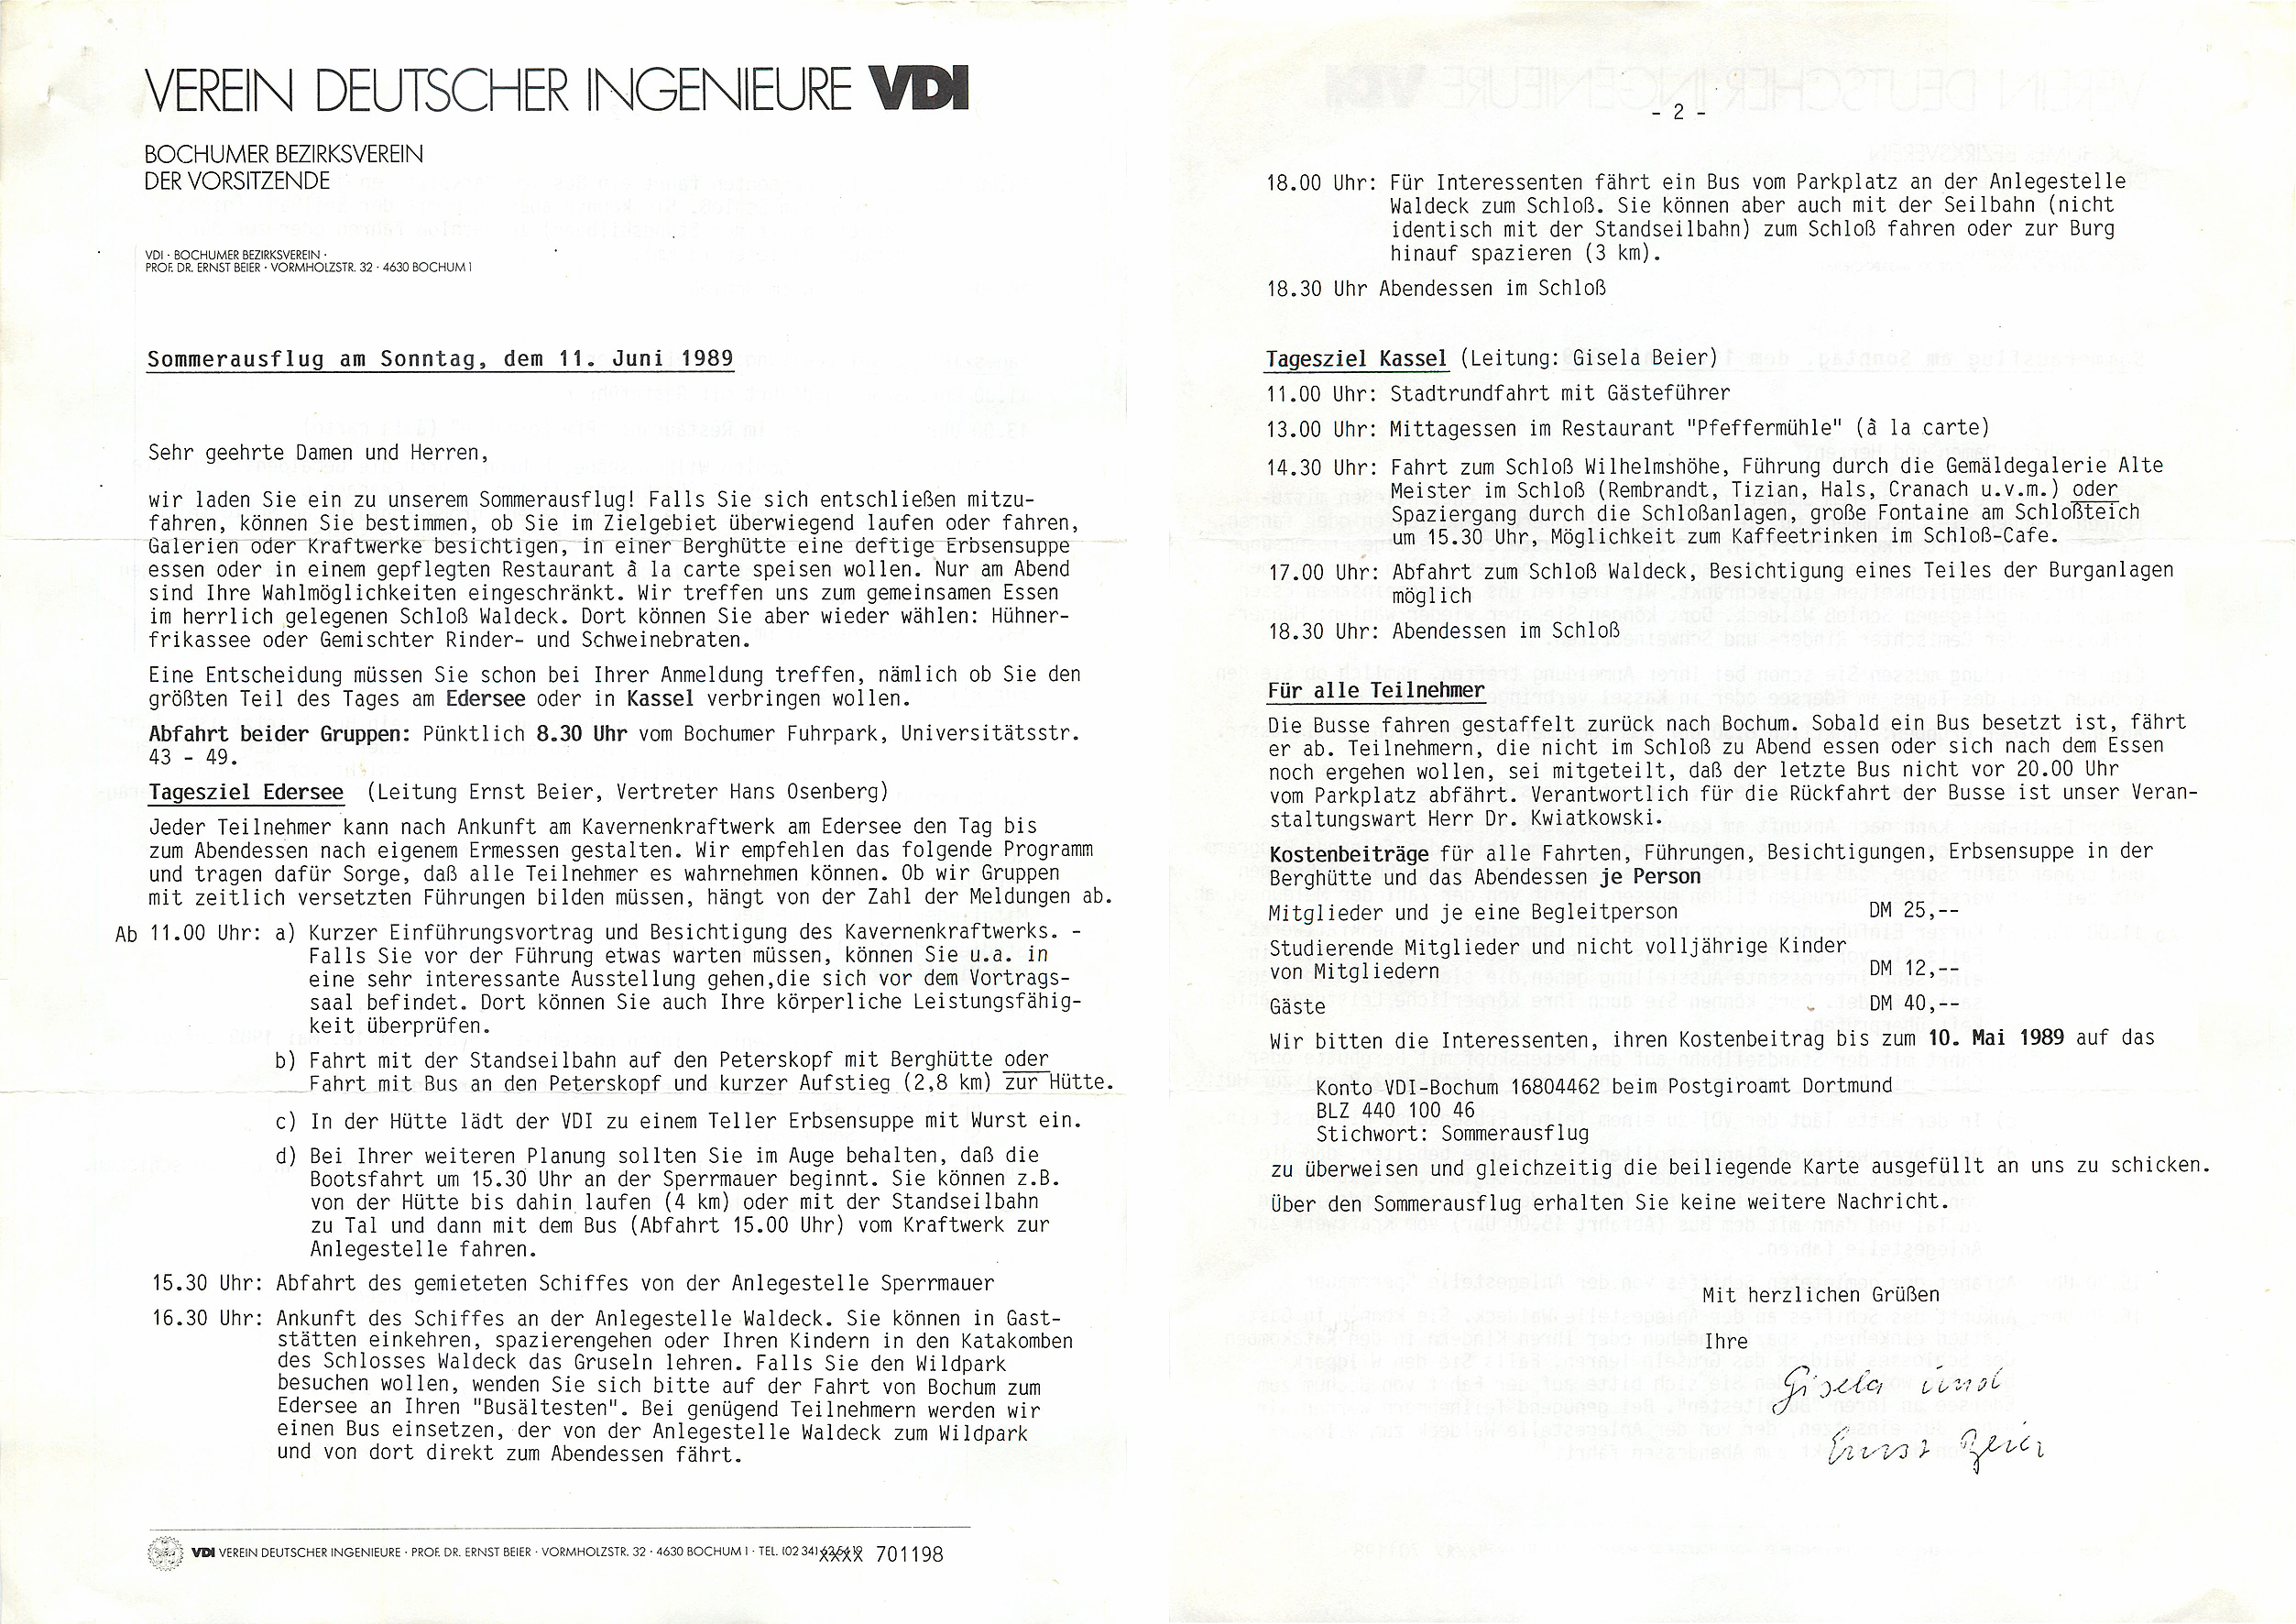 VEREIN DEUTSCHER INGENIEURE VDI
BOCHUMER BEZIRKSVEREIN
DER VORSITZENDE
VDI · BOCHUMER BEZIRKSVEREIN ·
PROF. DR. ERNST BEIER · VORMHOLZSTR. 32 · 4630 BOCHUM 1
Sommerausflug am Sonntag, dem 11. Juni 1989
Sehr geehrte Damen und Herren,
wir laden Sie ein zu unserem Sommerausflug! Falls Sie sich entschließen mitzu-
fahren, können Sie bestimmen, ob Sie im Zielgebiet überwiegend laufen oder fahren,
Galerien oder Kraftwerke besichtigen, in einer Berghütte eine deftige Erbsensuppe
essen oder in einem gepflegten Restaurant â la carte speisen wollen. Nur am Abend
sind Ihre Wahlmöglichkeiten eingeschränkt. Wir treffen uns zum gemeinsamen Essen
im herrlich gelegenen Schloß Waldeck. Dort können Sie aber wieder wählen: Hühner-
frikassee oder Gemischter Rinder- und Schweinebraten.
Eine Entscheidung müssen Sie schon bei Ihrer Anmeldung treffen, nämlich ob Sie den
größten Teil des Tages am Edersee oder in Kassel verbringen wollen.
Abfahrt beider Gruppen: Pünktlich 8.30 Uhr vom Bochumer Fuhrpark, Universitätsstr.
43 - 49.
Tagesziel Edersee (Leitung Ernst Beier, Vertreter Hans Osenberg)
Jeder Teilnehmer kann nach Ankunft am Kavernenkraftwerk am Edersee den Tag bis
zum Abendessen nach eigenem Ermessen gestalten. Wir empfehlen das folgende Programm
und tragen dafür Sorge, daß alle Teilnehmer es wahrnehmen können. Ob wir Gruppen
mit zeitlich versetzten Führungen bilden müssen, hängt von der Zahl der Meldungen ab.
Ab 11.00 Uhr: a) Kurzer Einführungsvortrag und Besichtigung des Kavernenkraftwerks. -
Falls Sie vor der Führung etwas warten müssen, können Sie u.a. in
eine sehr interessante Ausstellung gehen,die sich vor dem Vortrags-
saal befindet. Dort können Sie auch Ihre körperliche Leistungsfähig-
keit überprüfen.
b) Fahrt mit der Standseilbahn auf den Peterskopf mit Berghütte oder
Fahrt mit Bus an den Peterskopf und kurzer Aufstieg (2,8 km) zur Hütte.
c) In der Hütte lädt der VDI zu einem Teller Erbsensuppe mit Wurst ein.
d) Bei Ihrer weiteren Planung sollten Sie im Auge behalten, daß die
Bootsfahrt um 15.30 Uhr an der Sperrmauer beginnt. Sie können z.B.
von der Hütte bis dahin laufen (4 km) oder mit der Standseilbahn
zu Tal und dann mit dem Bus (Abfahrt 15.00 Uhr) vom Kraftwerk zur
Anlegestelle fahren.
15.30 Uhr: Abfahrt des gemieteten Schiffes von der Anlegestelle Sperrmauer
16.30 Uhr: Ankunft des Schiffes an der Anlegestelle Waldeck. Sie können in Gast-
stätten einkehren, spazierengehen oder Ihren Kindern in den Katakomben
des Schlosses Waldeck das Gruseln lehren. Falls Sie den Wildpark
besuchen wollen, wenden Sie sich bitte auf der Fahrt von Bochum zum
Edersee an Ihren "Busältesten". Bei genügend Teilnehmern werden wir
einen Bus einsetzen, der von der Anlegestelle Waldeck zum Wildpark
und von dort direkt zum Abendessen fährt.
VDI VEREIN DEUTSCHER INGENIEURE · PROF. DR. ERNST BEIER · VORMHOLZSTR. 32 · 4630 BOCHUM 1 · TEL. (02 34) 701198
- 2 -
18.00 Uhr: Für Interessenten fährt ein Bus vom Parkplatz an der Anlegestelle
Waldeck zum Schloß. Sie können aber auch mit der Seilbahn (nicht
identisch mit der Standseilbahn) zum Schloß fahren oder zur Burg
hinauf spazieren (3 km).
18.30 Uhr Abendessen im Schloß
Tagesziel Kassel (Leitung: Gisela Beier)
11.00 Uhr: Stadtrundfahrt mit Gästeführer
13.00 Uhr: Mittagessen im Restaurant "Pfeffermühle" (â la carte)
14.30 Uhr: Fahrt zum Schloß Wilhelmshöhe, Führung durch die Gemäldegalerie Alte
Meister im Schloß (Rembrandt, Tizian, Hals, Cranach u.v.m.) oder
Spaziergang durch die Schloßanlagen, große Fontaine am Schloßteich
um 15.30 Uhr, Möglichkeit zum Kaffeetrinken im Schloß-Cafe.
17.00 Uhr: Abfahrt zum Schloß Waldeck, Besichtigung eines Teiles der Burganlagen
möglich
18.30 Uhr: Abendessen im Schloß
Für alle Teilnehmer
Die Busse fahren gestaffelt zurück nach Bochum. Sobald ein Bus besetzt ist, fährt
er ab. Teilnehmern, die nicht im Schloß zu Abend essen oder sich nach dem Essen
noch ergehen wollen, sei mitgeteilt, daß der letzte Bus nicht vor 20.00 Uhr
vom Parkplatz abfährt. Verantwortlich für die Rückfahrt der Busse ist unser Veran-
staltungswart Herr Dr. Kwiatkowski.
Kostenbeiträge für alle Fahrten, Führungen, Besichtigungen, Erbsensuppe in der
Berghütte und das Abendessen je Person
Mitglieder und je eine Begleitperson DM 25,--
Studierende Mitglieder und nicht volljährige Kinder
von Mitgliedern DM 12,--
Gäste DM 40,--
Wir bitten die Interessenten, ihren Kostenbeitrag bis zum 10. Mai 1989 auf das
Konto VDI-Bochum 16804462 beim Postgiroamt Dortmund
BLZ 440 100 46
Stichwort: Sommerausflug
zu überweisen und gleichzeitig die beiliegende Karte ausgefüllt an uns zu schicken.
Über den Sommerausflug erhalten Sie keine weitere Nachricht.
Mit herzlichen Grüßen
Ihre
Gisela und
Ernst Beier